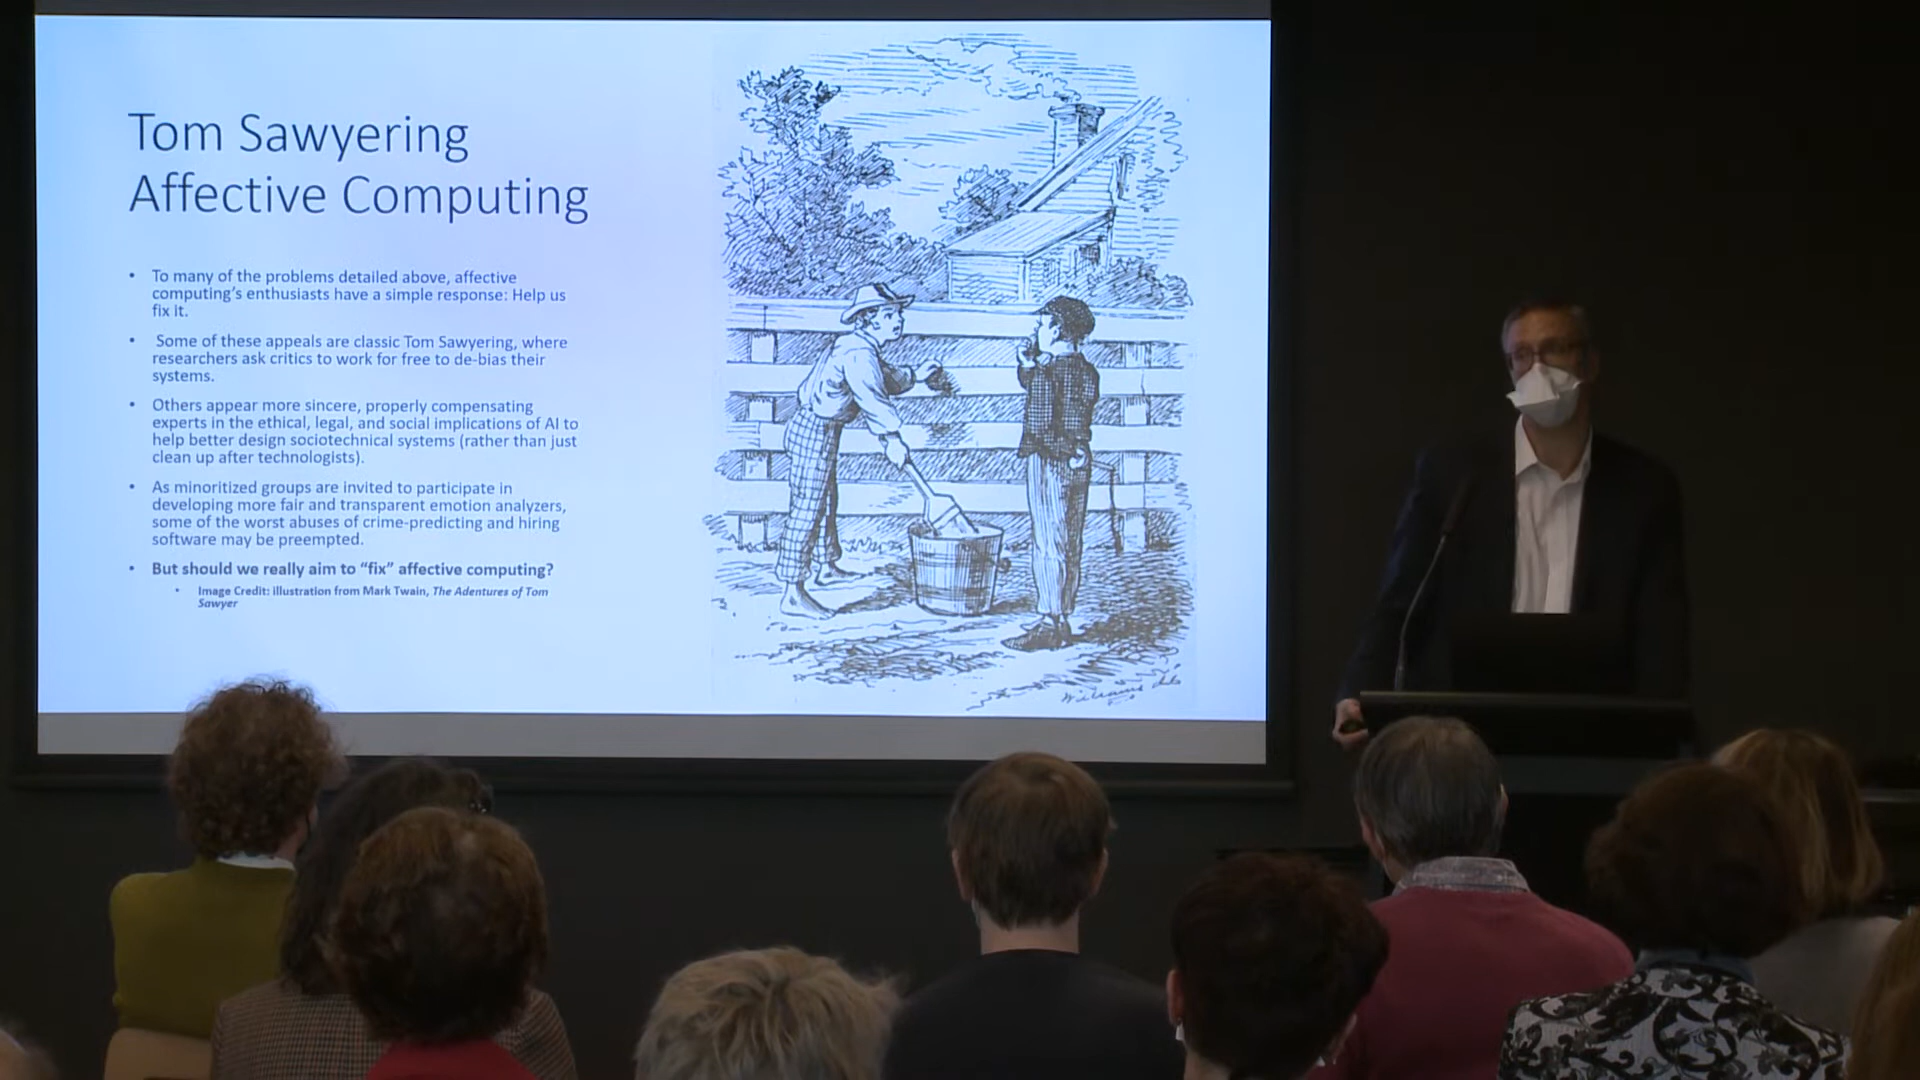 Tom Sawyering
Affective Computing
• To many of the problems detailed above, affective
computing's enthusiasts have a simple response: Help us
fix it.
• Some of these appeals are classic Tom Sawyering, where
researchers ask critics to work for free to de-bias their
systems.
• Others appear more sincere, properly compensating
experts in the ethical, legal, and social implications of AI to
help better design sociotechnical systems (rather than just
clean up after technologists).
• As minoritized groups are invited to participate in
developing more fair and transparent emotion analyzers,
some of the worst abuses of crime-predicting and hiring
software may be preempted.
• But should we really aim to “fix” affective computing?
• Image Credit: illustration from Mark Twain, The Adentures of Tom
Sawyer